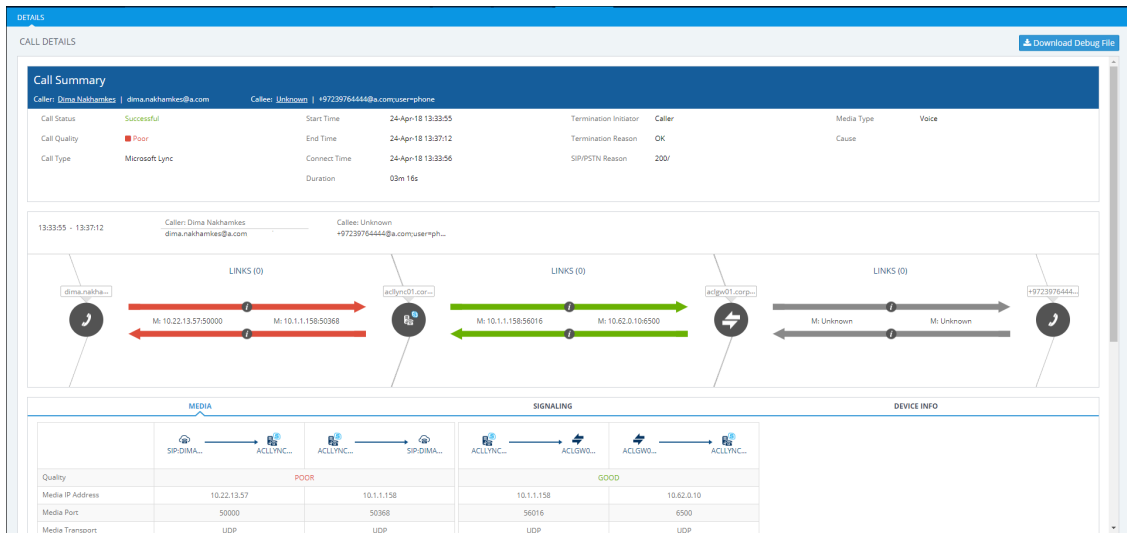 DETAILS
CALL DETAILS
Download Debug File
Call Summary
Caller: Dima Nakhamkes | dima.nakhamkes@a.com Callee: Unknown | +97239764444@a.com;user=phone
Call Status Successful Start Time 24-Apr-18 13:33:55 Termination Initiator Caller Media Type Voice
Call Quality Poor End Time 24-Apr-18 13:37:12 Termination Reason OK Cause
Call Type Microsoft Lync Connect Time 24-Apr-18 13:33:56 SIP/PSTN Reason 200/
Duration 03m 16s
13:33:55 - 13:37:12
Caller: Dima Nakhamkes Callee: Unknown
dima.nakhamkes@a.com +97239764444@a.com;user=ph...
LINKS (0) LINKS (0) LINKS (0)
dima.nakha... acllync01.cor... aclgw01.corp... +9723976444...
M: 10.22.13.57:50000 M: 10.1.1.158:50368 M: 10.1.1.158:56016 M: 10.62.0.10:6500 M: Unknown M: Unknown
MEDIA SIGNALING DEVICE INFO
SIP:DIMA... ACLLYNC... ACLLYNC... SIP:DIMA... ACLLYNC... ACLGW0... ACLGW0... ACLLYNC...
Quality POOR GOOD
Media IP Address 10.22.13.57 10.1.1.158 10.1.1.158 10.62.0.10
Media Port 50000 50368 56016 6500
Media Transport UDP UDP UDP UDP